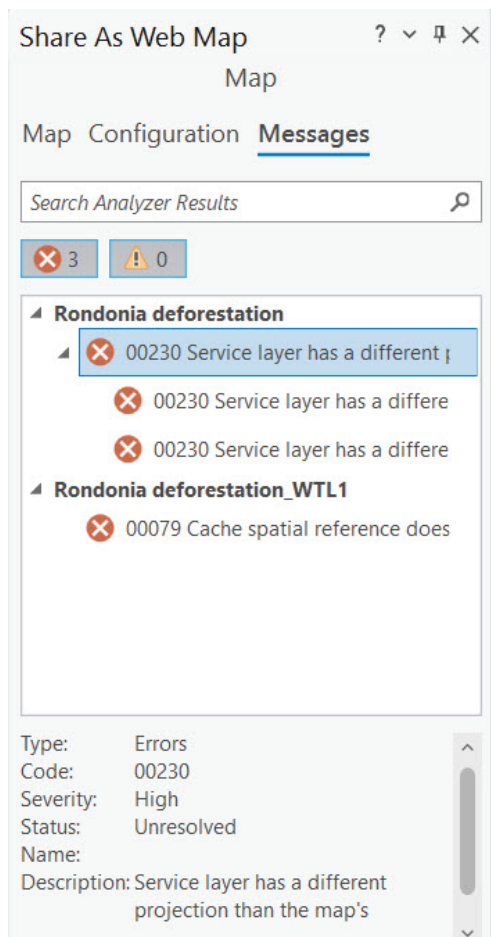 Share As Web Map ?
Map
Map Configuration Messages
Search Analyzer Results
3 0
Rondonia deforestation
00230 Service layer has a different
00230 Service layer has a differe
00230 Service layer has a differe
Rondonia deforestation_WTL1
00079 Cache spatial reference does
Type: Errors
Code: 00230
Severity: High
Status: Unresolved
Name:
Description: Service layer has a different
projection than the map's